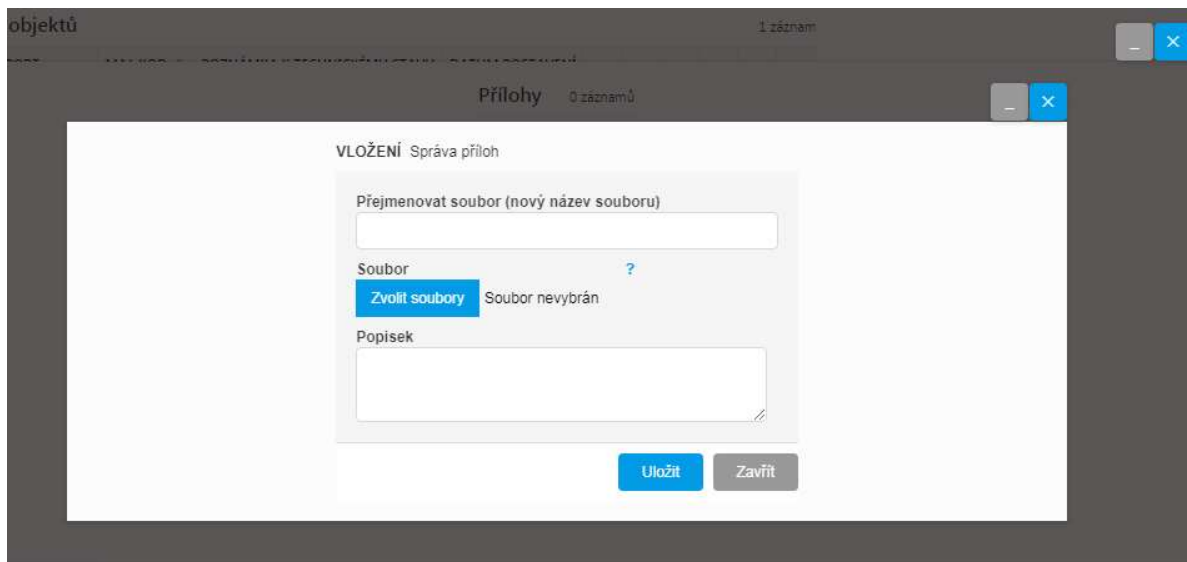 objektů 1 záznam
Přílohy 0 záznamů
VLOŽENÍ Správa příloh
Přejmenovat soubor (nový název souboru)
Soubor ?
Zvolit soubory Soubor nevybrán
Popisek
Uložit Zavřít